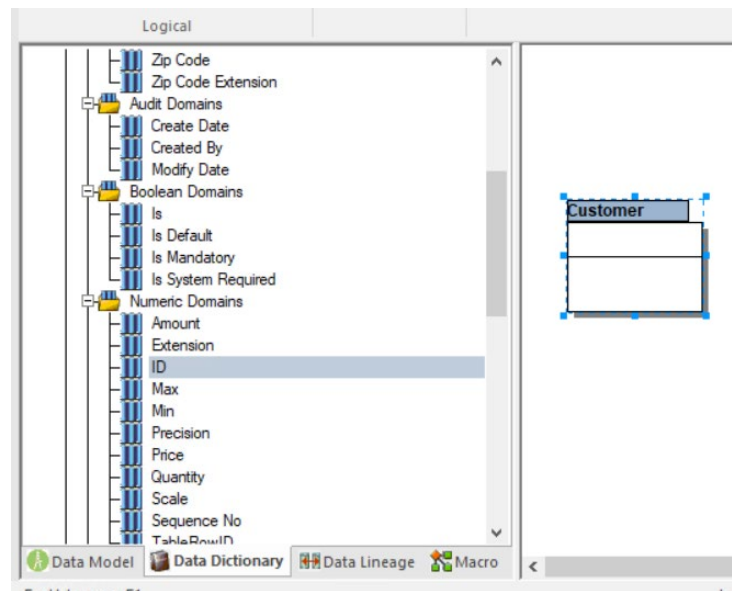 Logical
Zip Code
Zip Code Extension
Audit Domains
Create Date
Created By
Modify Date
Boolean Domains
Is
Is Default
Is Mandatory
Is System Required
Numeric Domains
Amount
Extension
ID
Max
Min
Precision
Price
Quantity
Scale
Sequence No
TableRowID
Data Model Data Dictionary Data Lineage Macro
Customer